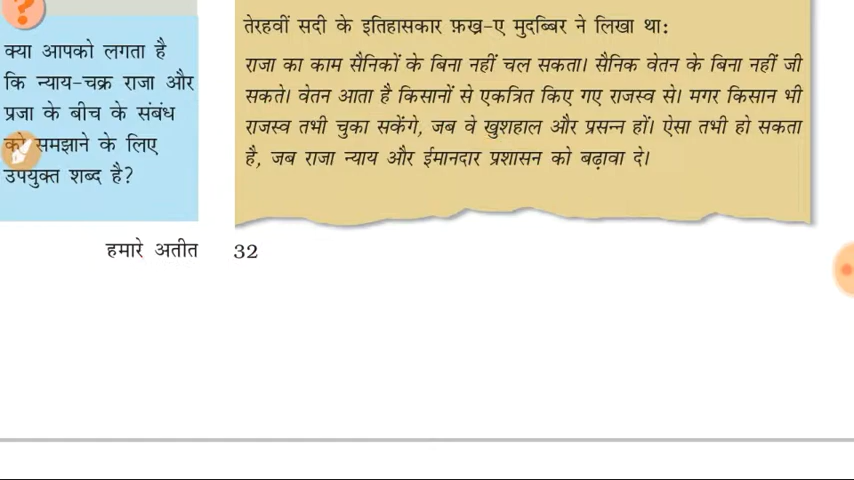 क्या आपको लगता है
कि न्याय-चक्र राजा और
प्रजा के बीच के संबंध
को समझाने के लिए
उपयुक्त शब्द है?
तेरहवीं सदी के इतिहासकार फ़ख्र-ए मुदब्बिर ने लिखा था:
राजा का काम सैनिकों के बिना नहीं चल सकता। सैनिक वेतन के बिना नहीं जी
सकते। वेतन आता है किसानों से एकत्रित किए गए राजस्व से। मगर किसान भी
राजस्व तभी चुका सकेंगे, जब वे खुशहाल और प्रसन्न हों। ऐसा तभी हो सकता
है, जब राजा न्याय और ईमानदार प्रशासन को बढ़ावा दे।
हमारे अतीत 32